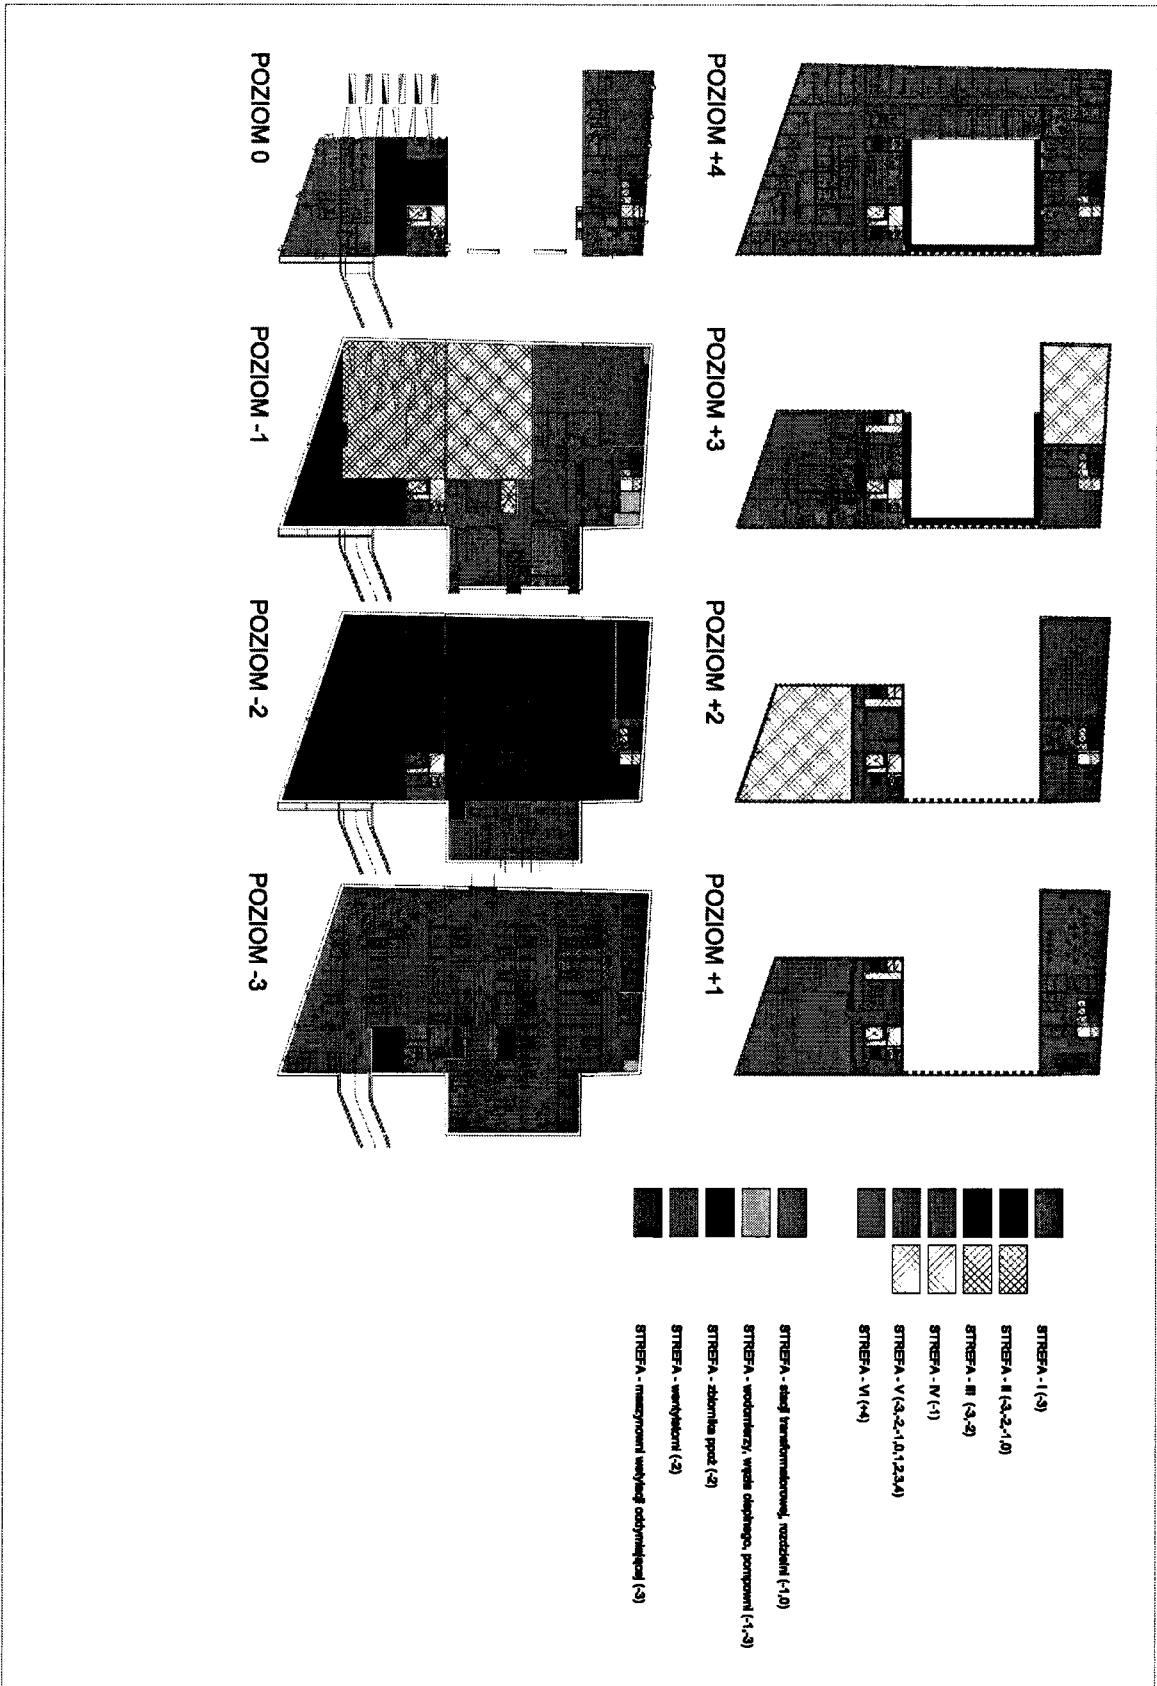 POZIOM +4
POZIOM +3
POZIOM +2
POZIOM +1
POZIOM 0
POZIOM -1
POZIOM -2
POZIOM -3
STREFA - I (-3)
STREFA - II (-3,-2,-1,0)
STREFA - III (-3,-2)
STREFA - IV (-1)
STREFA - V (-3,-2,-1,0,1,2,3,4)
STREFA - VI (+4)
STREFA - stacji transformatorowej, rozdzielni (-1,0)
STREFA - wodomierzy, węzła cieplnego, pompowni (-1,-3)
STREFA - zbiornika ppoż (-2)
STREFA - wentylatorni (-2)
STREFA - maszynowni wentylacji oddymiającej (-3)